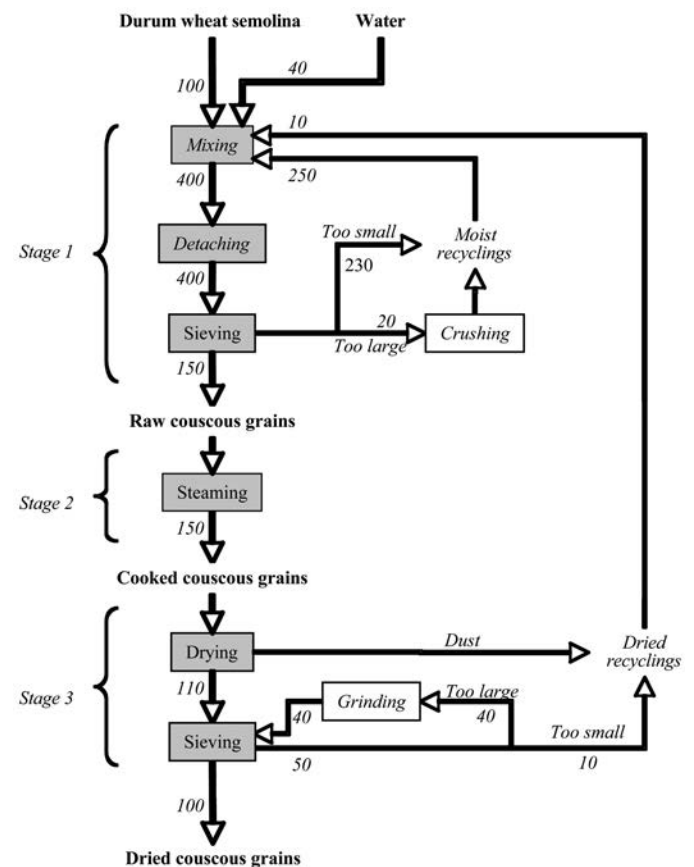 Durum wheat semolina
Water
40
100
10
Mixing
400
250
Stage 1
Detaching
Too small
Moist
recyclings
400
230
Sieving
20
Too large
Crushing
150
Raw couscous grains
Stage 2
Steaming
150
Cooked couscous grains
Drying
Dust
Dried
recyclings
Stage 3
110
Grinding
Too large
40
40
Sieving
Too small
50
10
100
Dried couscous grains